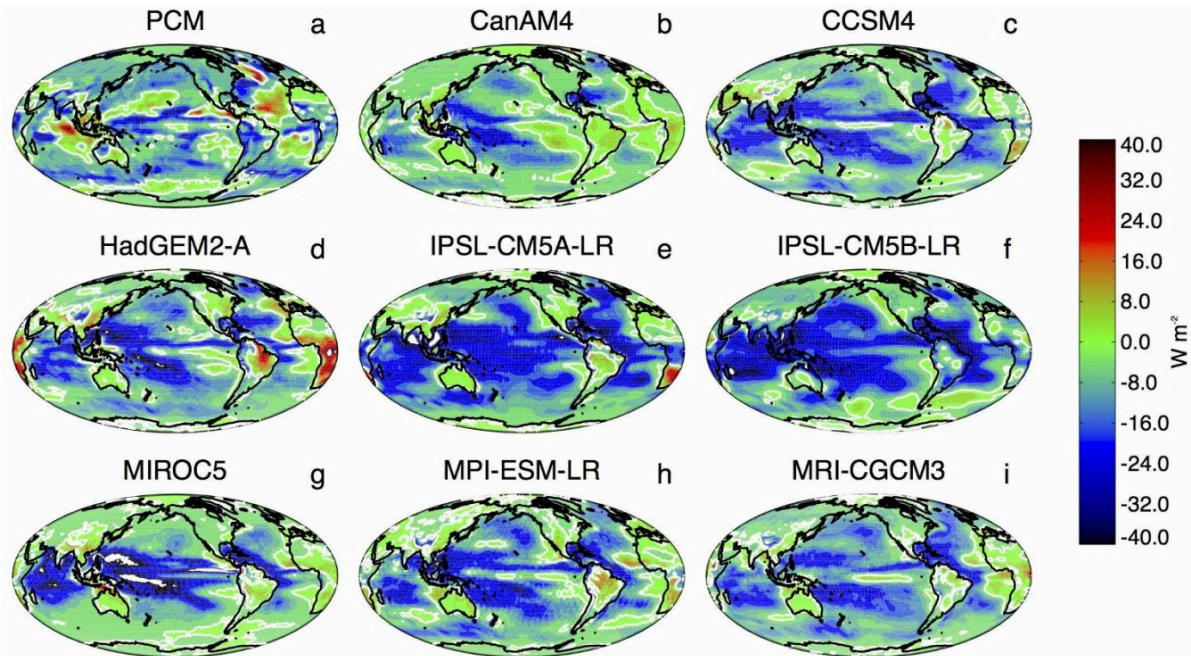 PCM a
CanAM4 b
CCSM4 c
HadGEM2-A d
IPSL-CM5A-LR e
IPSL-CM5B-LR f
MIROC5 g
MPI-ESM-LR h
MRI-CGCM3 i
40.0
32.0
24.0
16.0
8.0
0.0
-8.0
-16.0
-24.0
-32.0
-40.0
W m⁻²